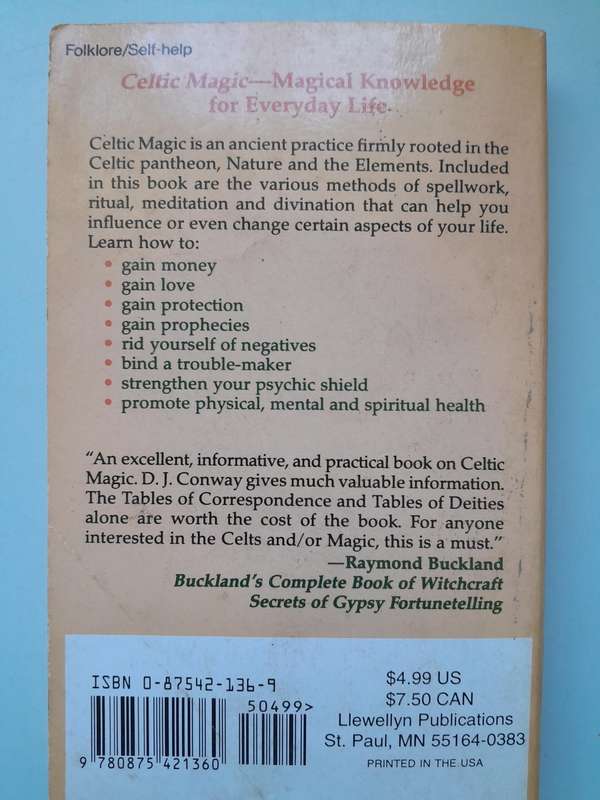 Folklore/Self-help
Celtic Magic—Magical Knowledge
for Everyday Life.
Celtic Magic is an ancient practice firmly rooted in the
Celtic pantheon, Nature and the Elements. Included
in this book are the various methods of spellwork,
ritual, meditation and divination that can help you
influence or even change certain aspects of your life.
Learn how to:
• gain money
• gain love
• gain protection
• gain prophecies
• rid yourself of negatives
• bind a trouble-maker
• strengthen your psychic shield
• promote physical, mental and spiritual health
“An excellent, informative, and practical book on Celtic
Magic. D. J. Conway gives much valuable information.
The Tables of Correspondence and Tables of Deities
alone are worth the cost of the book. For anyone
interested in the Celts and/or Magic, this is a must.”
—Raymond Buckland
Buckland's Complete Book of Witchcraft
Secrets of Gypsy Fortunetelling
ISBN 0-87542-136-9
50499>
9 780875 421360
$4.99 US
$7.50 CAN
Llewellyn Publications
St. Paul, MN 55164-0383
PRINTED IN THE USA